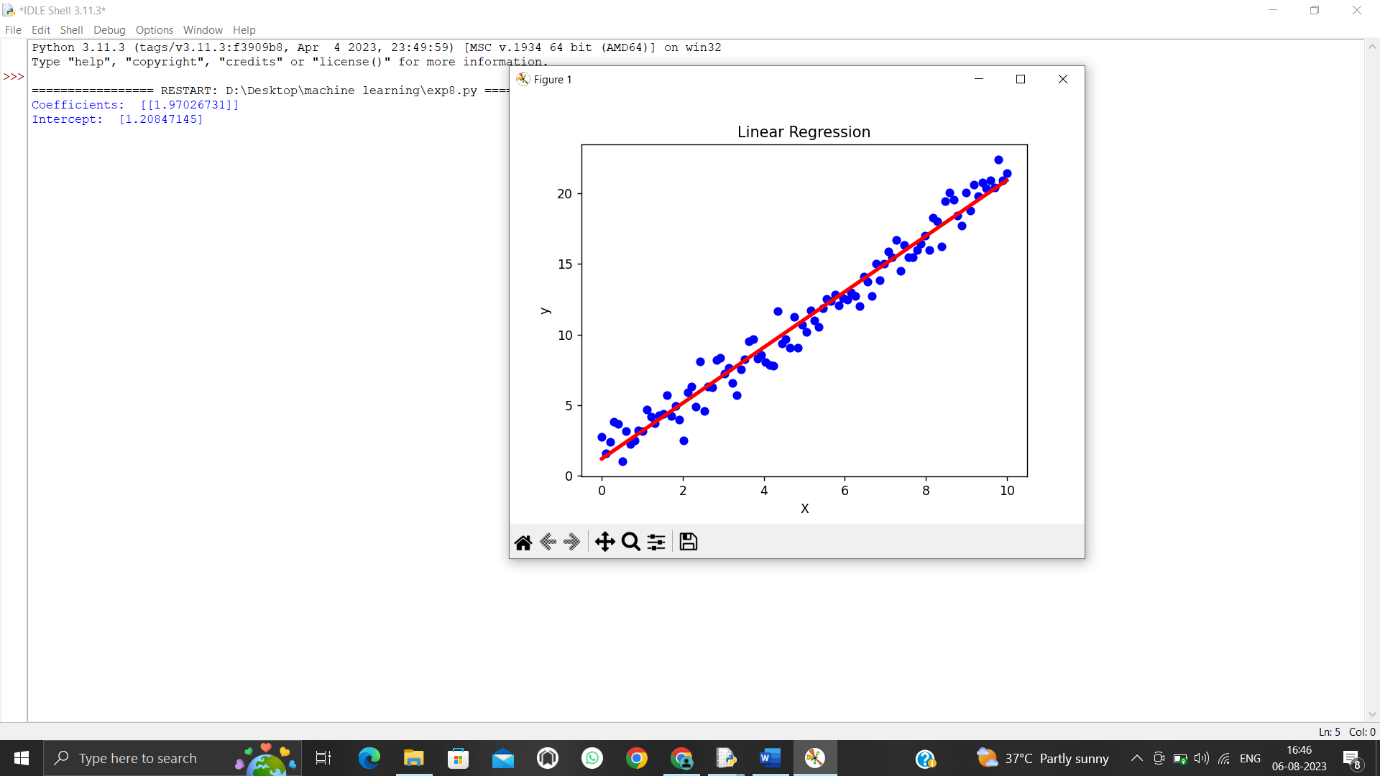 *IDLE Shell 3.11.3*
File Edit Shell Debug Options Window Help
Python 3.11.3 (tags/v3.11.3:f3909b8, Apr  4 2023, 23:49:59) [MSC v.1934 64 bit (AMD64)] on win32
Type "help", "copyright", "credits" or "license()" for more information.
>>>
================= RESTART: D:\Desktop\machine learning\exp8.py ====
Coefficients:  [[1.97026731]]
Intercept:  [1.20847145]
Figure 1
Linear Regression
20
15
10
5
0
y
0 2 4 6 8 10
X
Ln: 5 Col: 0
Type here to search
37°C Partly sunny
ENG
16:46
06-08-2023
8